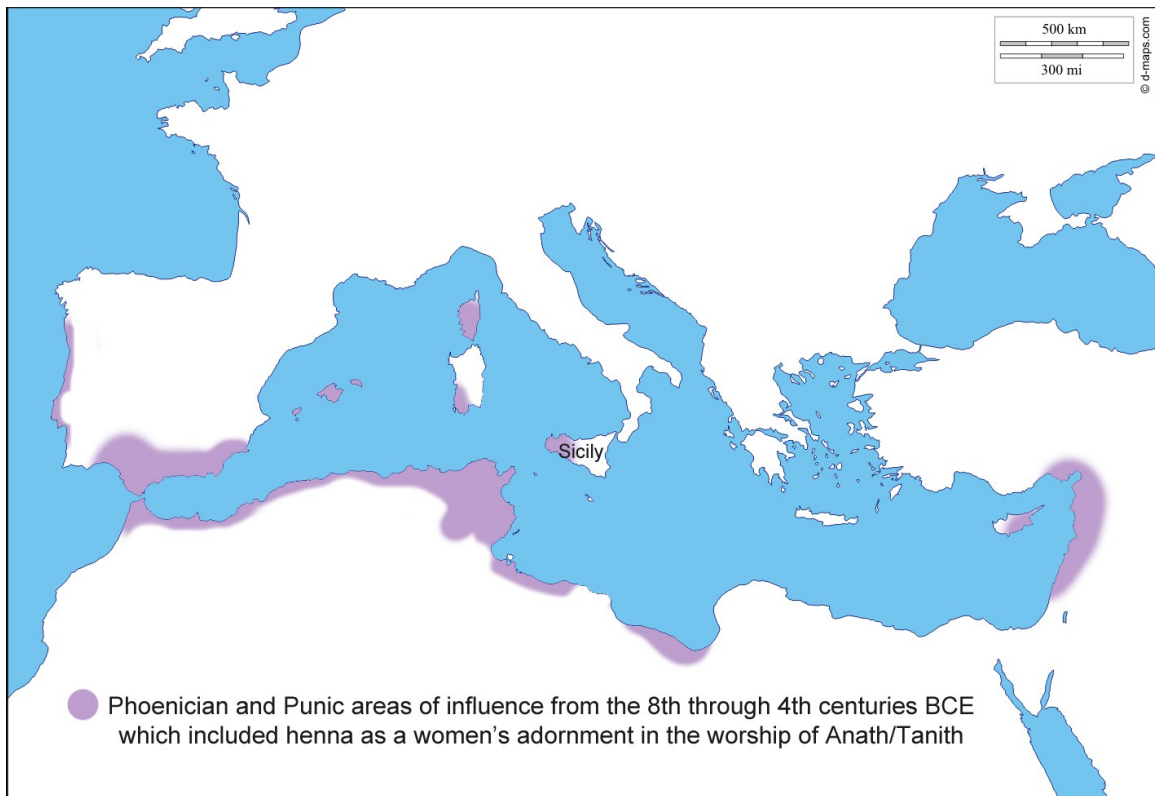 500 km
300 mi
© d-maps.com
Sicily
Phoenician and Punic areas of influence from the 8th through 4th centuries BCE
which included henna as a women’s adornment in the worship of Anath/Tanith